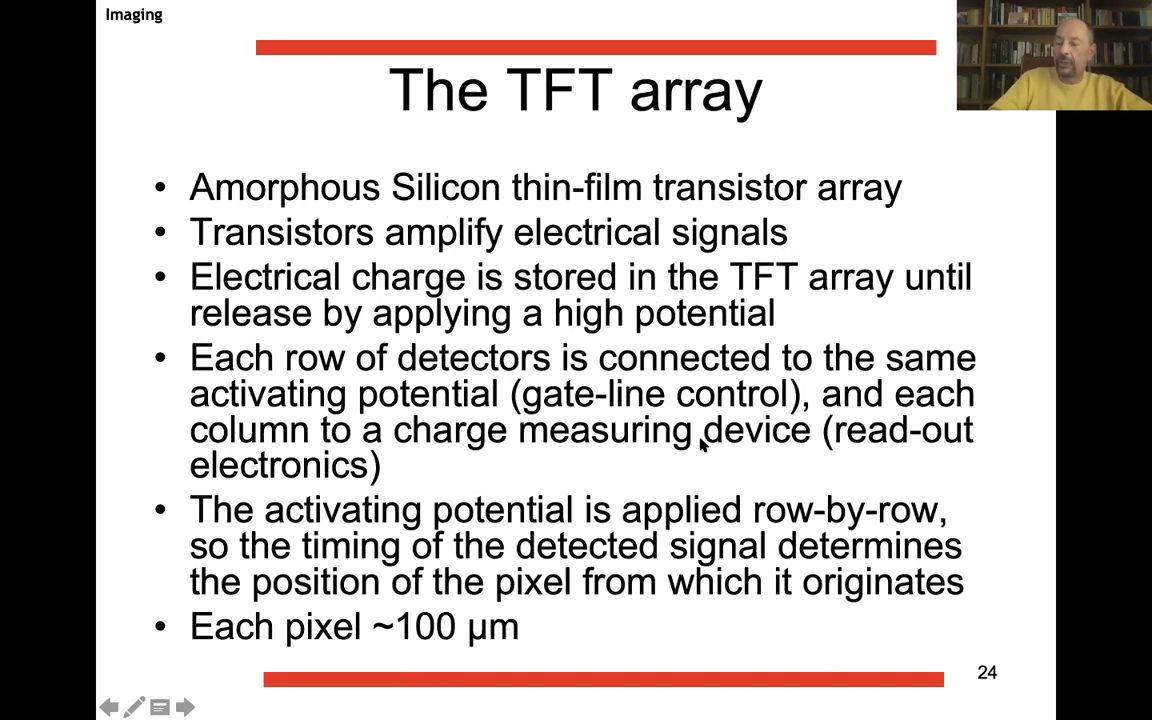 Imaging
The TFT array
• Amorphous Silicon thin-film transistor array
• Transistors amplify electrical signals
• Electrical charge is stored in the TFT array until
release by applying a high potential
• Each row of detectors is connected to the same
activating potential (gate-line control), and each
column to a charge measuring device (read-out
electronics)
• The activating potential is applied row-by-row,
so the timing of the detected signal determines
the position of the pixel from which it originates
• Each pixel ~100 µm
24